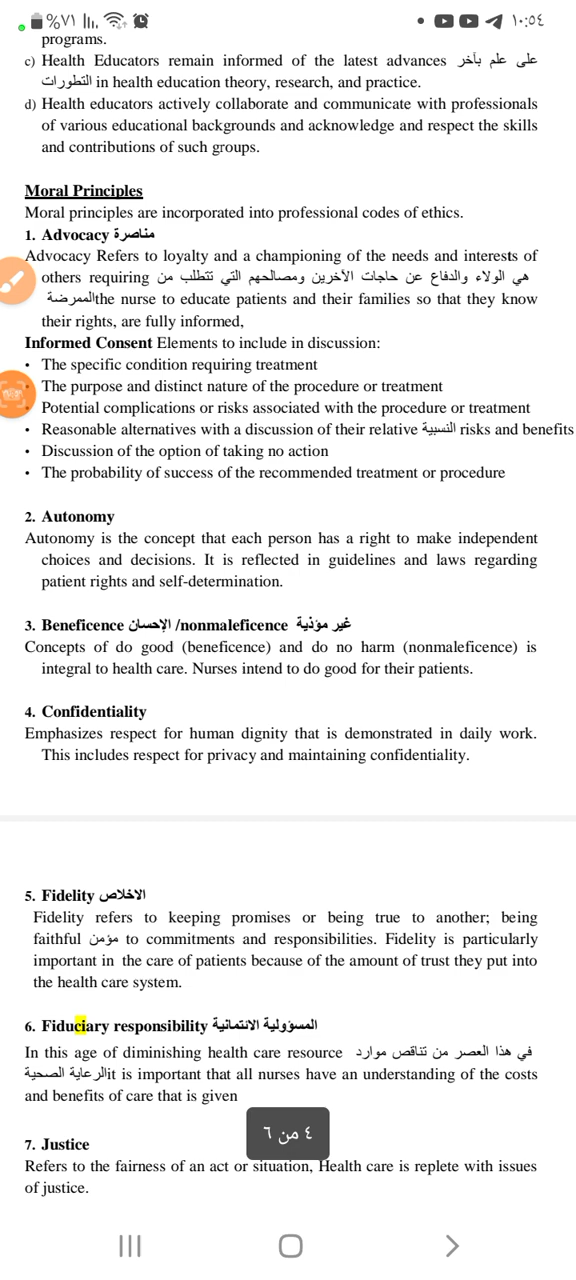 %٧١ ١٠:٥٤
programs.
c) Health Educators remain informed of the latest advances على علم بآخر
التطورات in health education theory, research, and practice.
d) Health educators actively collaborate and communicate with professionals
of various educational backgrounds and acknowledge and respect the skills
and contributions of such groups.
Moral Principles
Moral principles are incorporated into professional codes of ethics.
1. Advocacy مناصرة
Advocacy Refers to loyalty and a championing of the needs and interests of
others requiring هي الولاء والدفاع عن حاجات الآخرين ومصالحهم التي تتطلب من
الممرضةthe nurse to educate patients and their families so that they know
their rights, are fully informed,
Informed Consent Elements to include in discussion:
• The specific condition requiring treatment
The purpose and distinct nature of the procedure or treatment
Potential complications or risks associated with the procedure or treatment
• Reasonable alternatives with a discussion of their relative النسبية risks and benefits
• Discussion of the option of taking no action
• The probability of success of the recommended treatment or procedure
2. Autonomy
Autonomy is the concept that each person has a right to make independent
choices and decisions. It is reflected in guidelines and laws regarding
patient rights and self-determination.
3. Beneficence الإحسان /nonmaleficence غير مؤذية
Concepts of do good (beneficence) and do no harm (nonmaleficence) is
integral to health care. Nurses intend to do good for their patients.
4. Confidentiality
Emphasizes respect for human dignity that is demonstrated in daily work.
This includes respect for privacy and maintaining confidentiality.
5. Fidelity الاخلاص
Fidelity refers to keeping promises or being true to another; being
faithful مؤمن to commitments and responsibilities. Fidelity is particularly
important in the care of patients because of the amount of trust they put into
the health care system.
6. Fiduciary responsibility المسؤولية الائتمانية
In this age of diminishing health care resource في هذا العصر من تناقص موارد
الرعاية الصحيةit is important that all nurses have an understanding of the costs
and benefits of care that is given
٤ من ٦
7. Justice
Refers to the fairness of an act or situation, Health care is replete with issues
of justice.